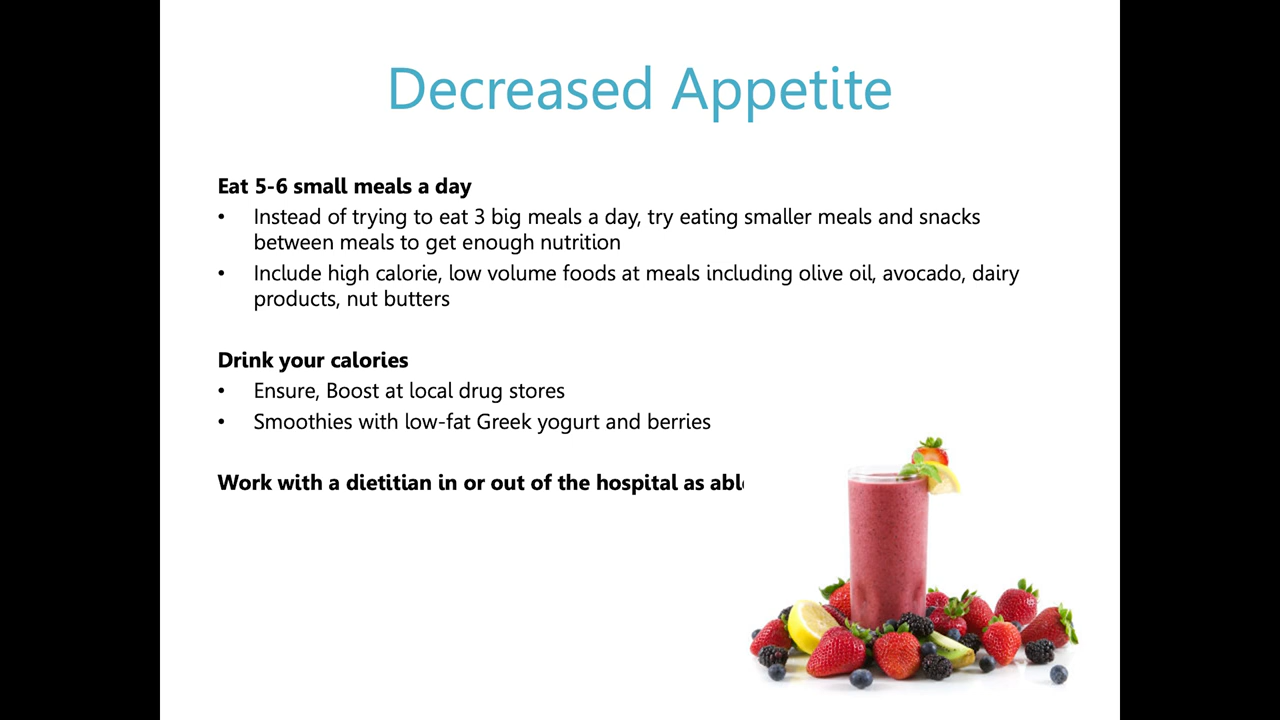 Decreased Appetite
Eat 5-6 small meals a day
• Instead of trying to eat 3 big meals a day, try eating smaller meals and snacks
between meals to get enough nutrition
• Include high calorie, low volume foods at meals including olive oil, avocado, dairy
products, nut butters
Drink your calories
• Ensure, Boost at local drug stores
• Smoothies with low-fat Greek yogurt and berries
Work with a dietitian in or out of the hospital as able